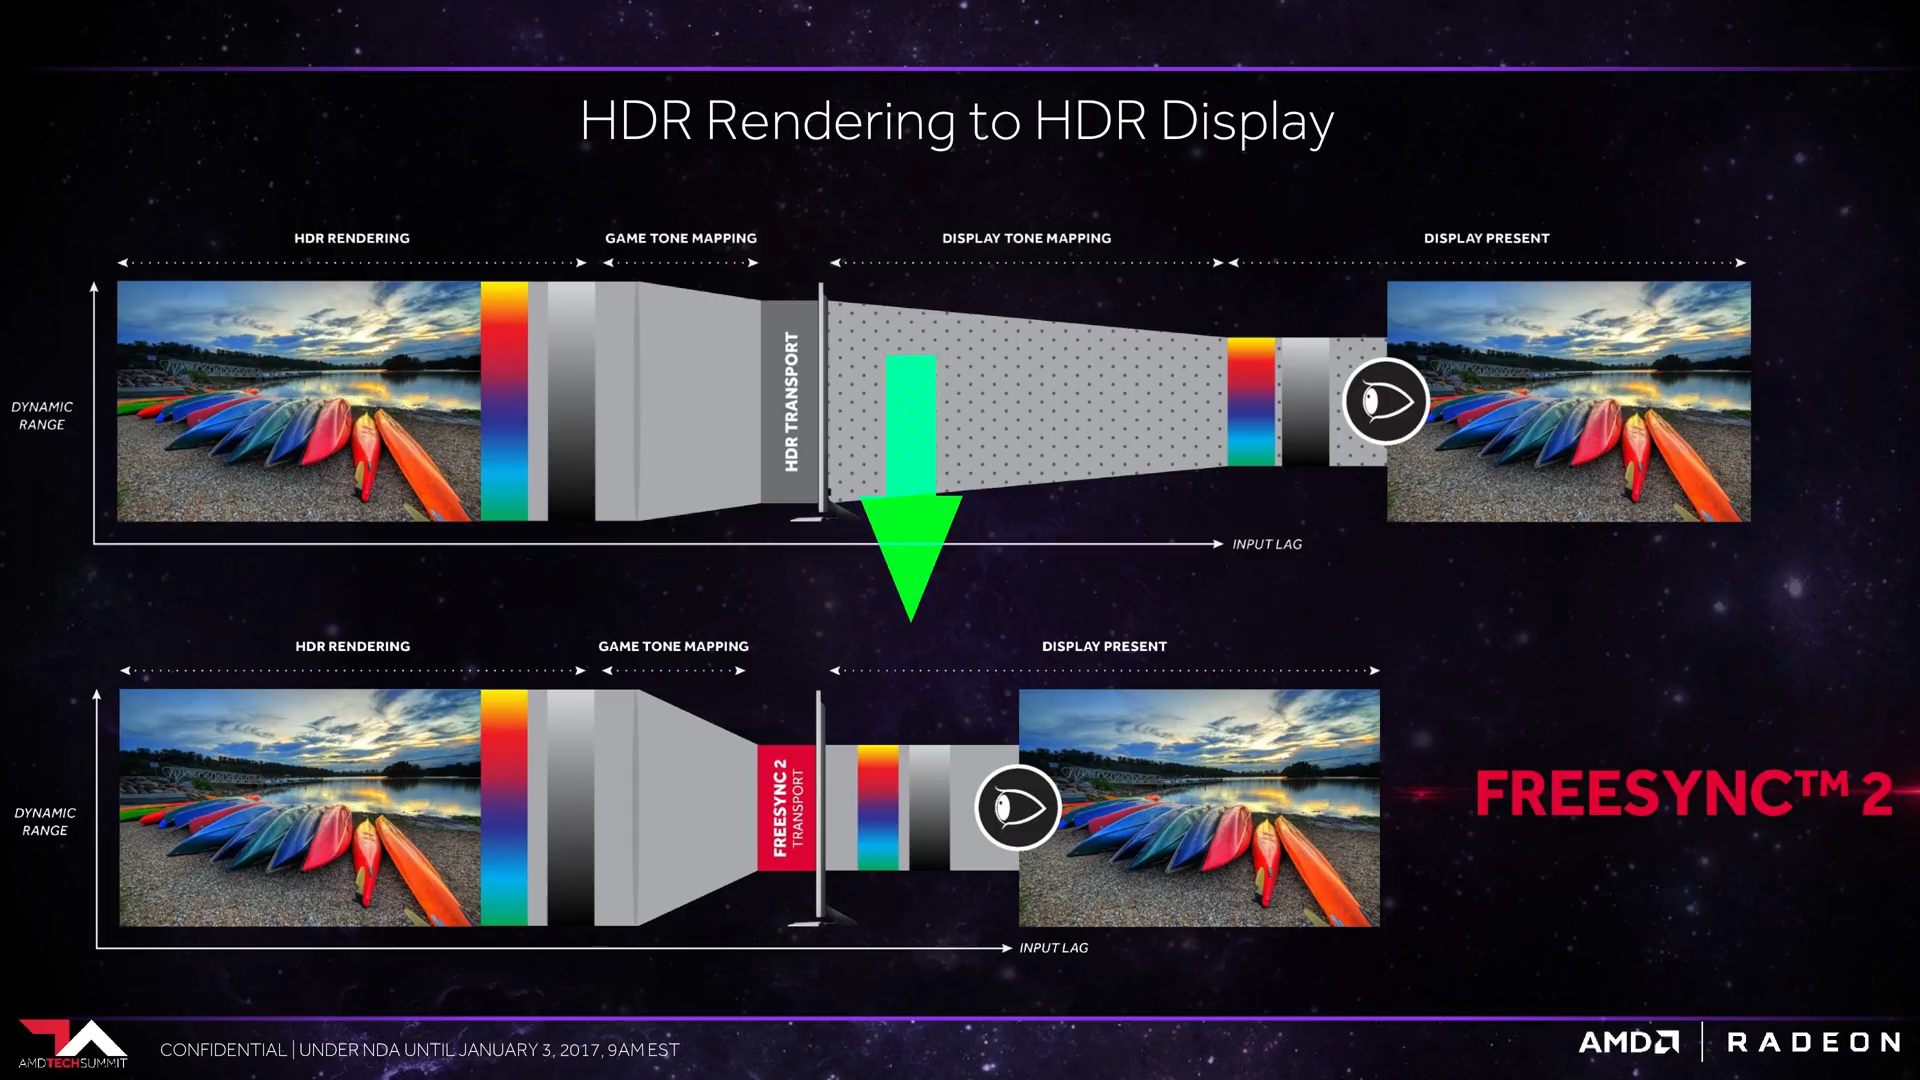 HDR Rendering to HDR Display
HDR RENDERING
GAME TONE MAPPING
DISPLAY TONE MAPPING
DISPLAY PRESENT
DYNAMIC
RANGE
HDR TRANSPORT
INPUT LAG
HDR RENDERING
GAME TONE MAPPING
DISPLAY PRESENT
DYNAMIC
RANGE
FREESYNC 2
TRANSPORT
FREESYNC™ 2
INPUT LAG
AMDTECHSUMMIT
CONFIDENTIAL | UNDER NDA UNTIL JANUARY 3, 2017, 9AM EST
AMD
RADEON